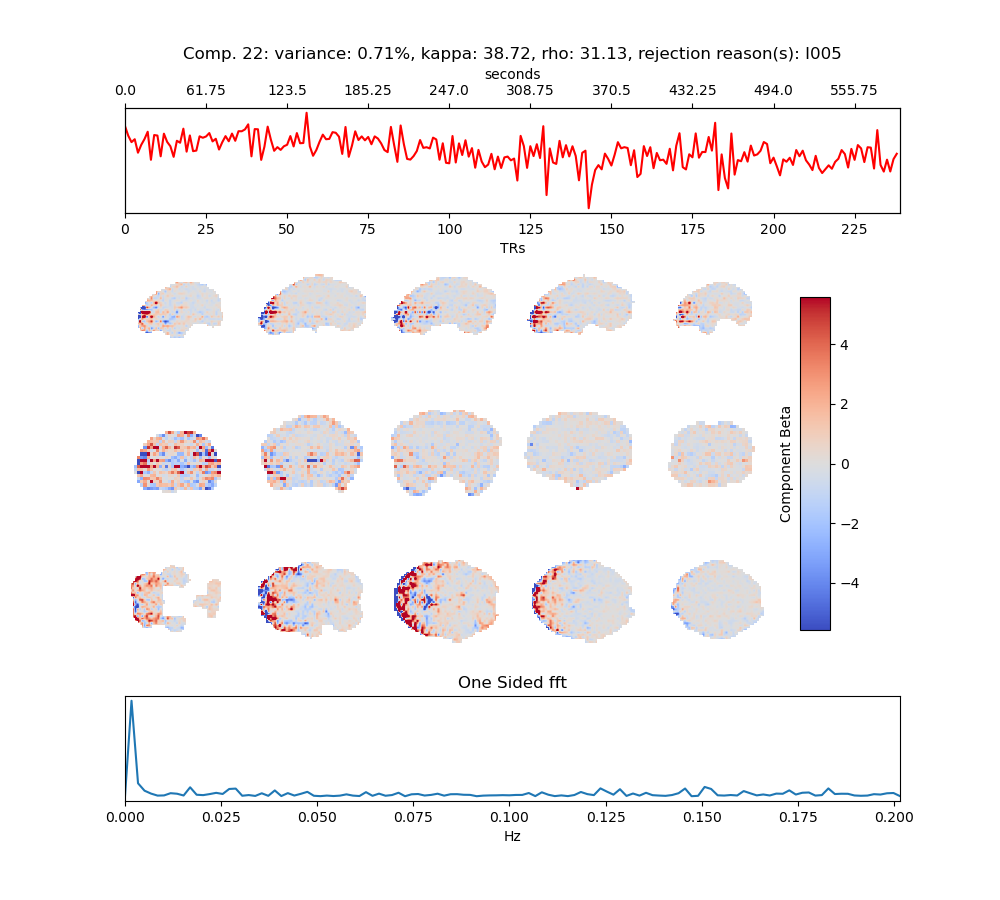 Comp. 22: variance: 0.71%, kappa: 38.72, rho: 31.13, rejection reason(s): I005
seconds
0.0 61.75 123.5 185.25 247.0 308.75 370.5 432.25 494.0 555.75
0 25 50 75 100 125 150 175 200 225
TRs
4
2
0
−2
−4
Component Beta
One Sided fft
0.000 0.025 0.050 0.075 0.100 0.125 0.150 0.175 0.200
Hz